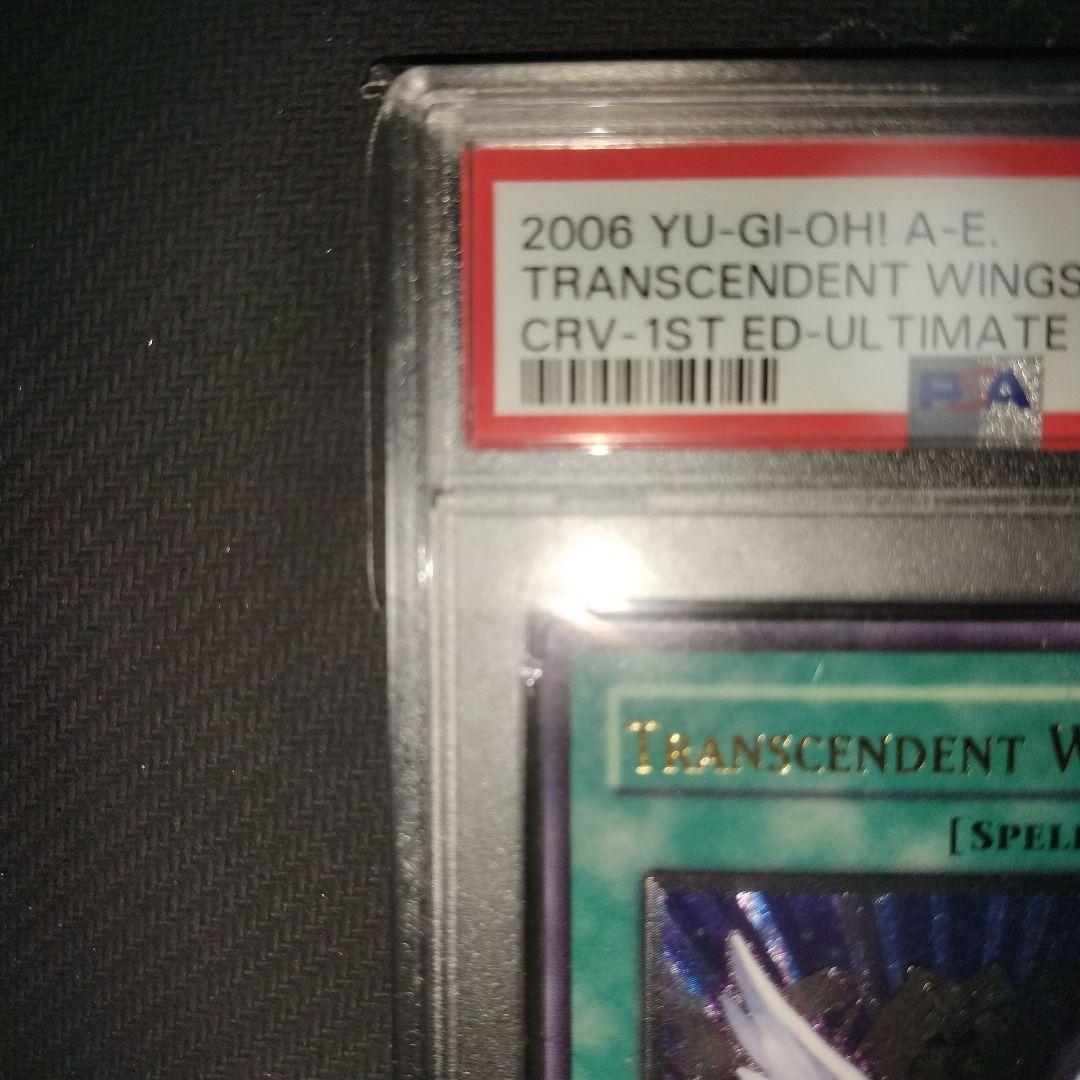 2006 YU-GI-OH! A-E.
TRANSCENDENT WINGS
CRV-1ST ED-ULTIMATE
PSA
TRANSCENDENT W
[SPELL